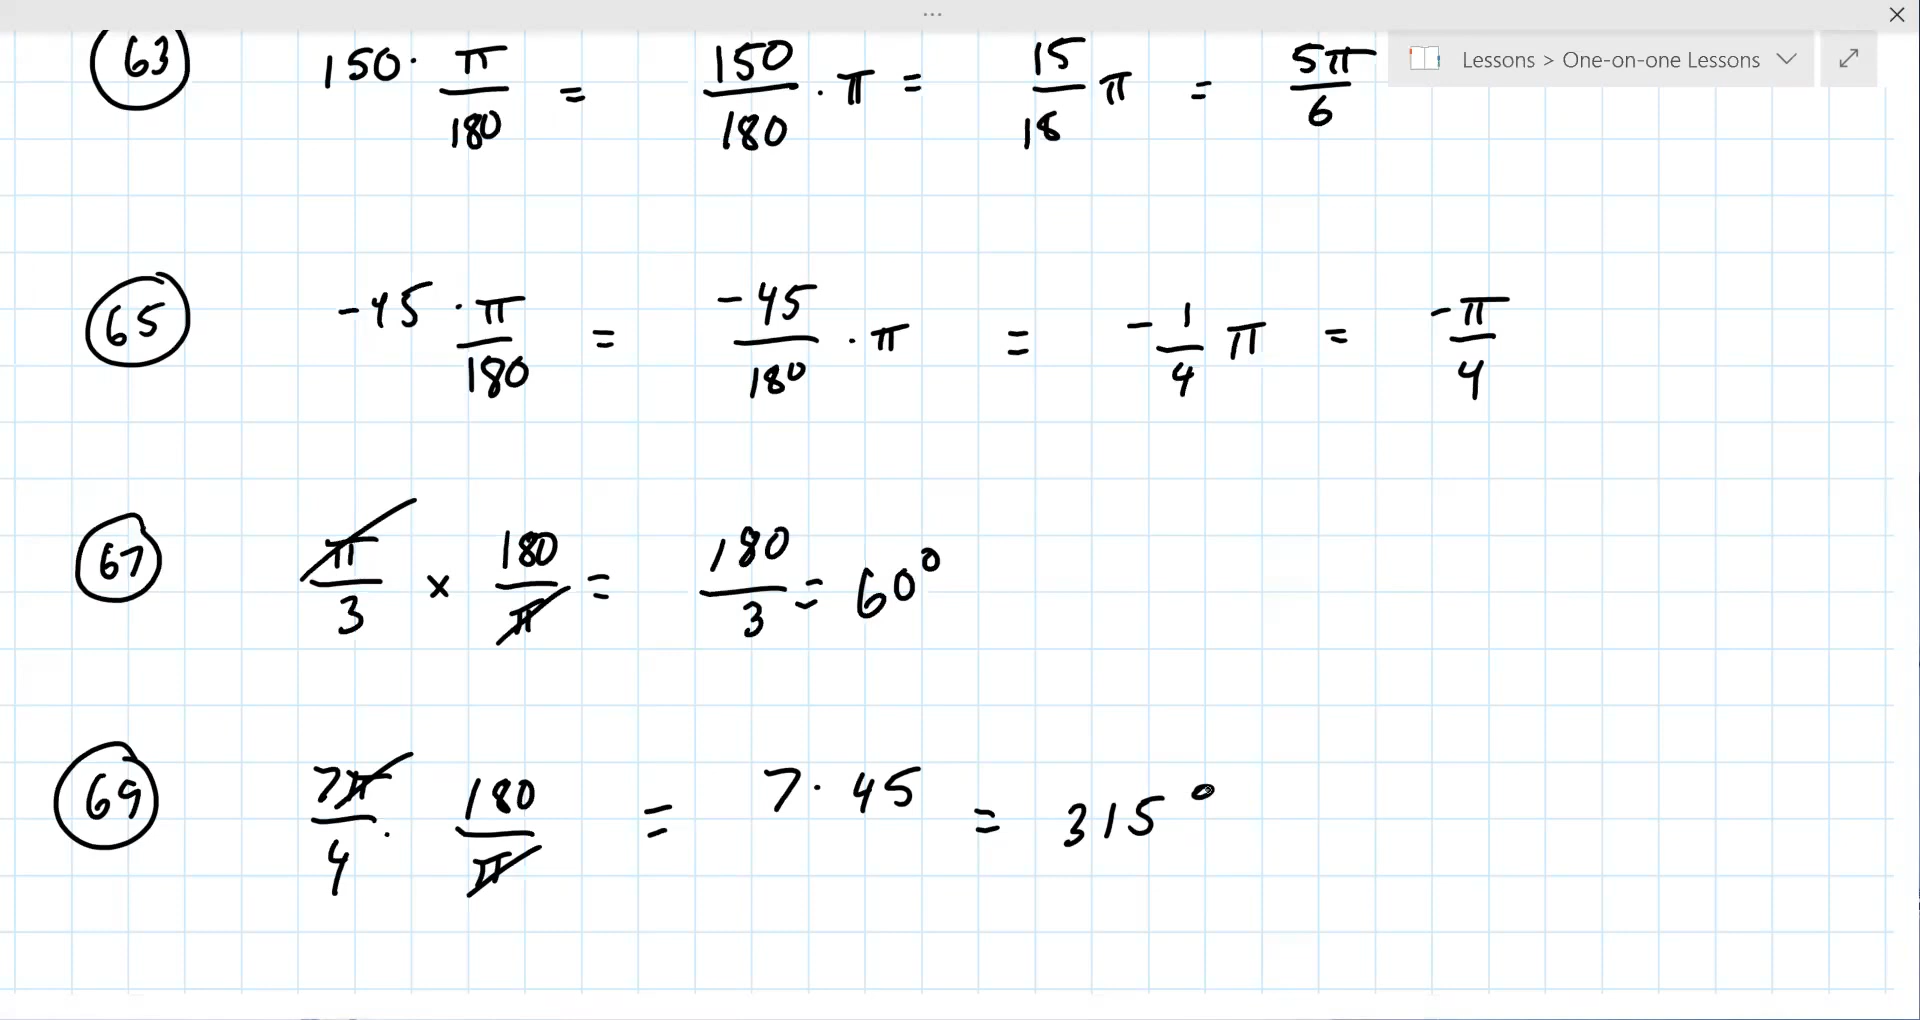 ...
Lessons > One-on-one Lessons
63 150 · π/180 = 150/180 · π = 15/18 π = 5π/6
65 -45 · π/180 = -45/180 · π = -1/4 π = -π/4
67 π/3 × 180/π = 180/3 = 60°
69 7π/4 · 180/π = 7 · 45 = 315°